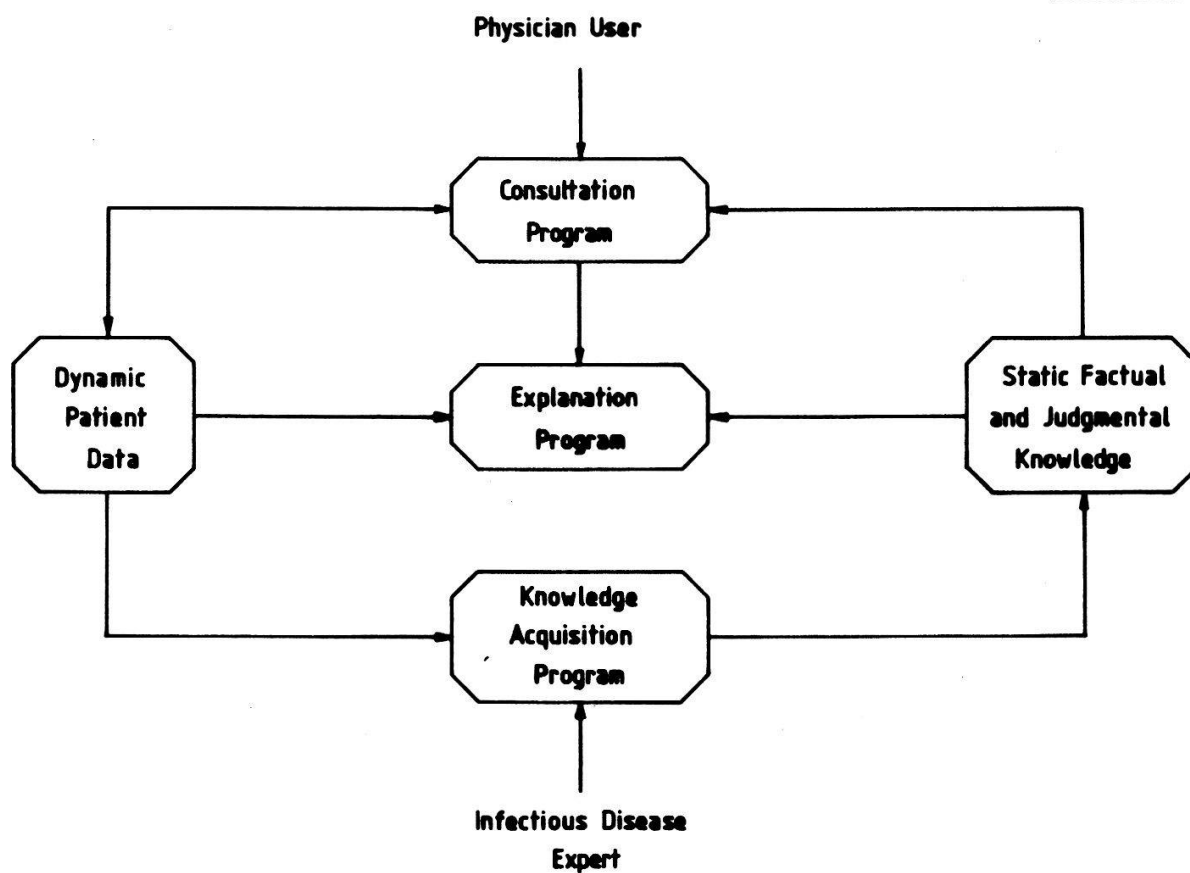 Physician User
Consultation
Program
Dynamic
Patient
Data
Explanation
Program
Static Factual
and Judgmental
Knowledge
Knowledge
Acquisition
Program
Infectious Disease
Expert